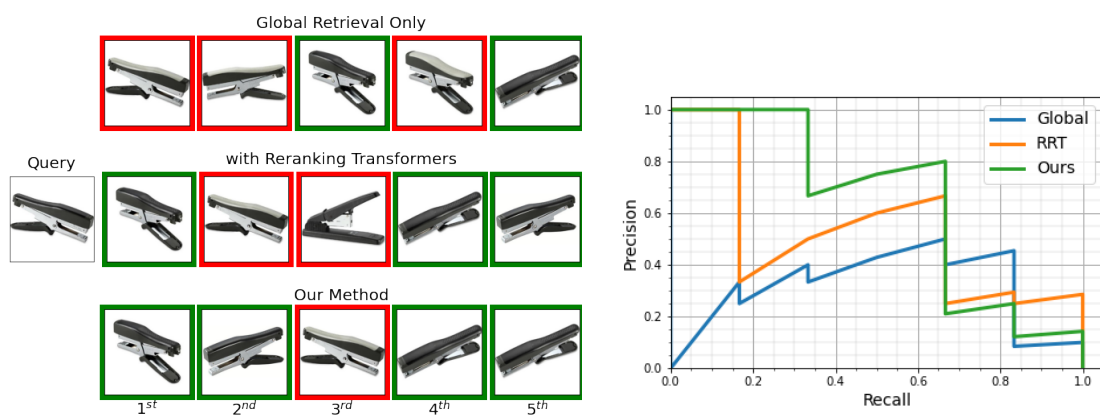 Global Retrieval Only
Query
with Reranking Transformers
Our Method
1st 2nd 3rd 4th 5th
Precision
1.0
0.8
0.6
0.4
0.2
0.0
Global
RRT
Ours
0.0 0.2 0.4 0.6 0.8 1.0
Recall